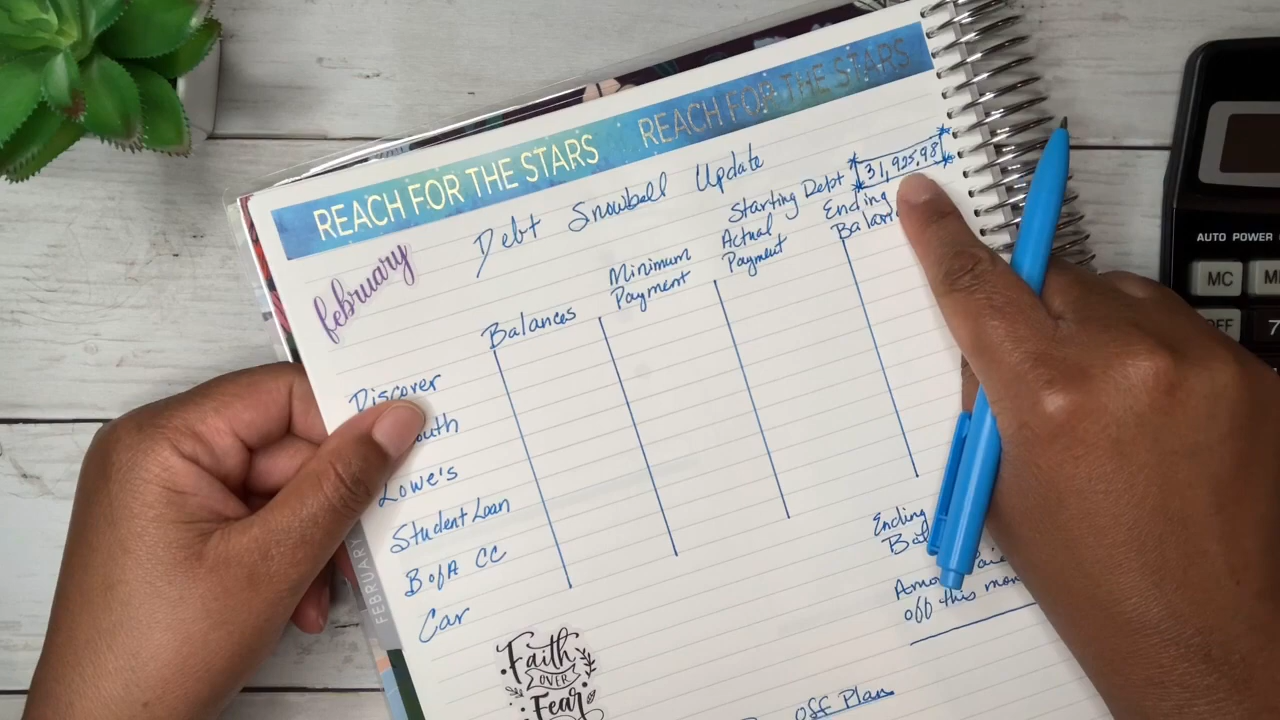 REACH FOR THE STARS REACH FOR THE STARS
february
Debt Snowball Update
Starting Debt 31,925.98
Balances
Minimum
Payment
Actual
Payment
Ending
Discover
Lowe's
Student Loan
BofA CC
Car
Ending
off this
off Plan
Faith
OVER
Fear
FEBRUARY
AUTO POWER
MC
7